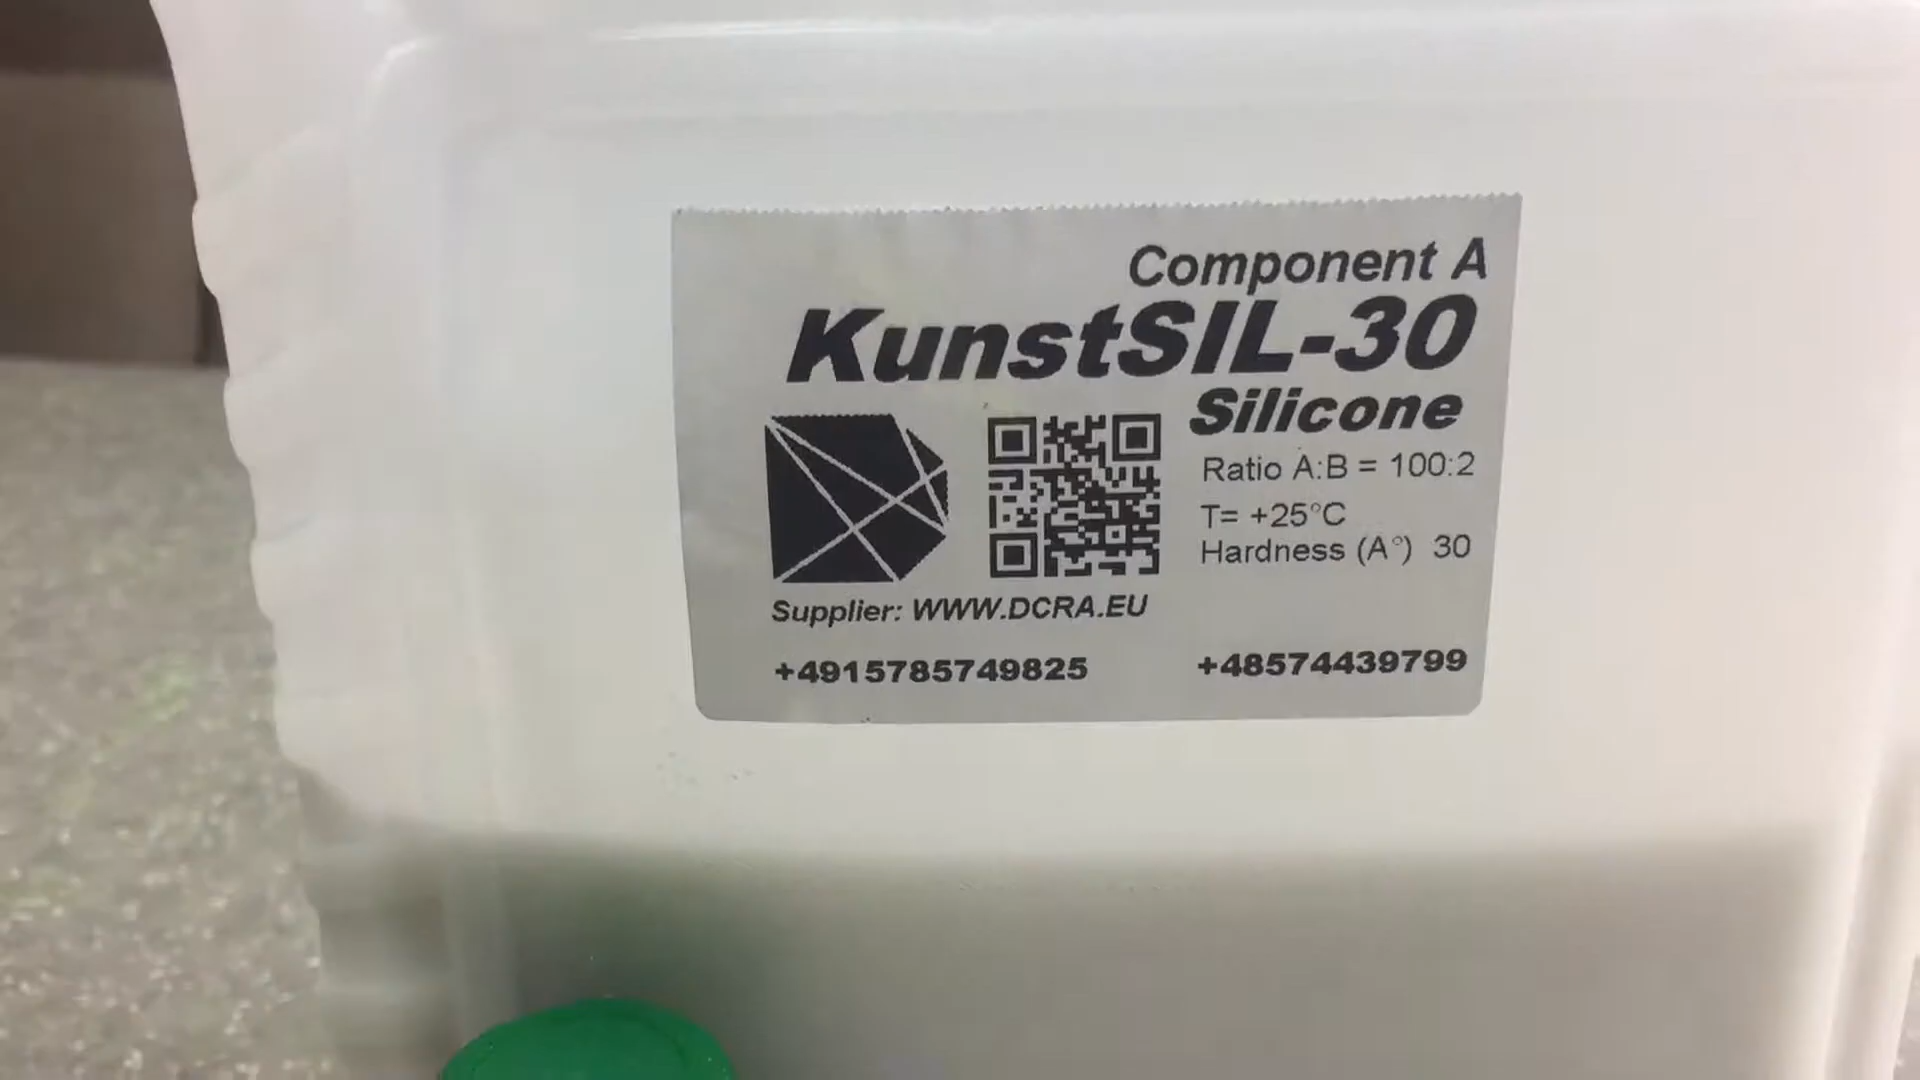 Component A
KunstSIL-30
Silicone
Ratio A:B = 100:2
T= +25°C
Hardness (A°) 30
Supplier: WWW.DCRA.EU
+4915785749825 +48574439799